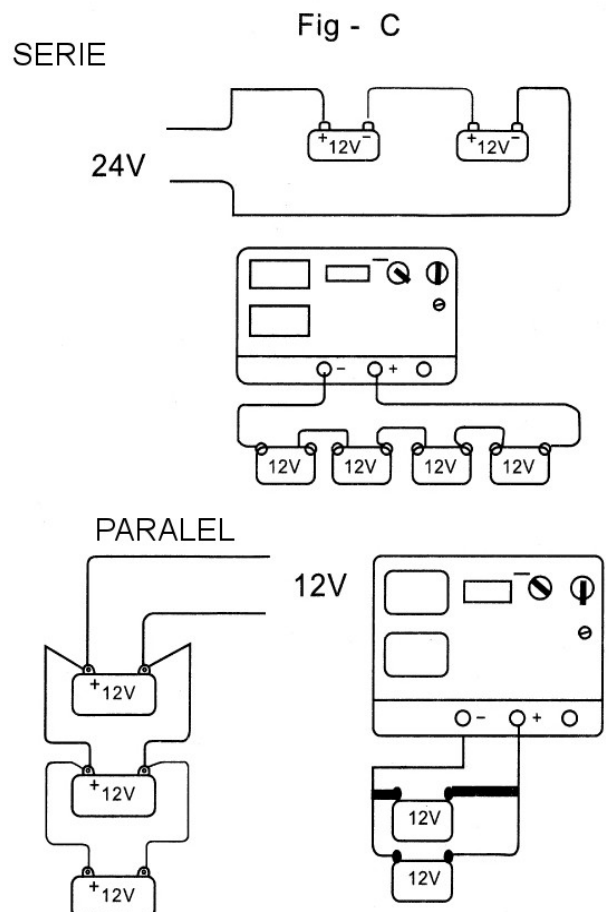 Fig - C
SERIE
24V
+ 12V -
+ 12V -
- +
12V 12V 12V 12V
PARALEL
12V
+ 12V
+ 12V
+ 12V
- +
12V
12V